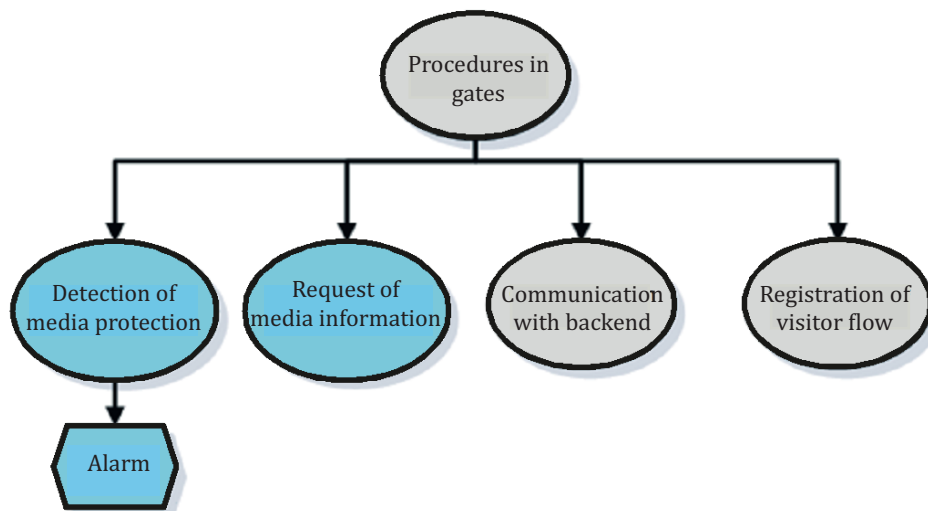 Procedures in
gates
Detection of
media protection
Request of
media information
Communication
with backend
Registration of
visitor flow
Alarm